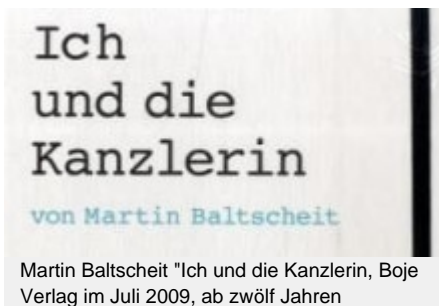 Ich
und die
Kanzlerin
von Martin Baltscheit
Martin Baltscheit "Ich und die Kanzlerin, Boje
Verlag im Juli 2009, ab zwölf Jahren